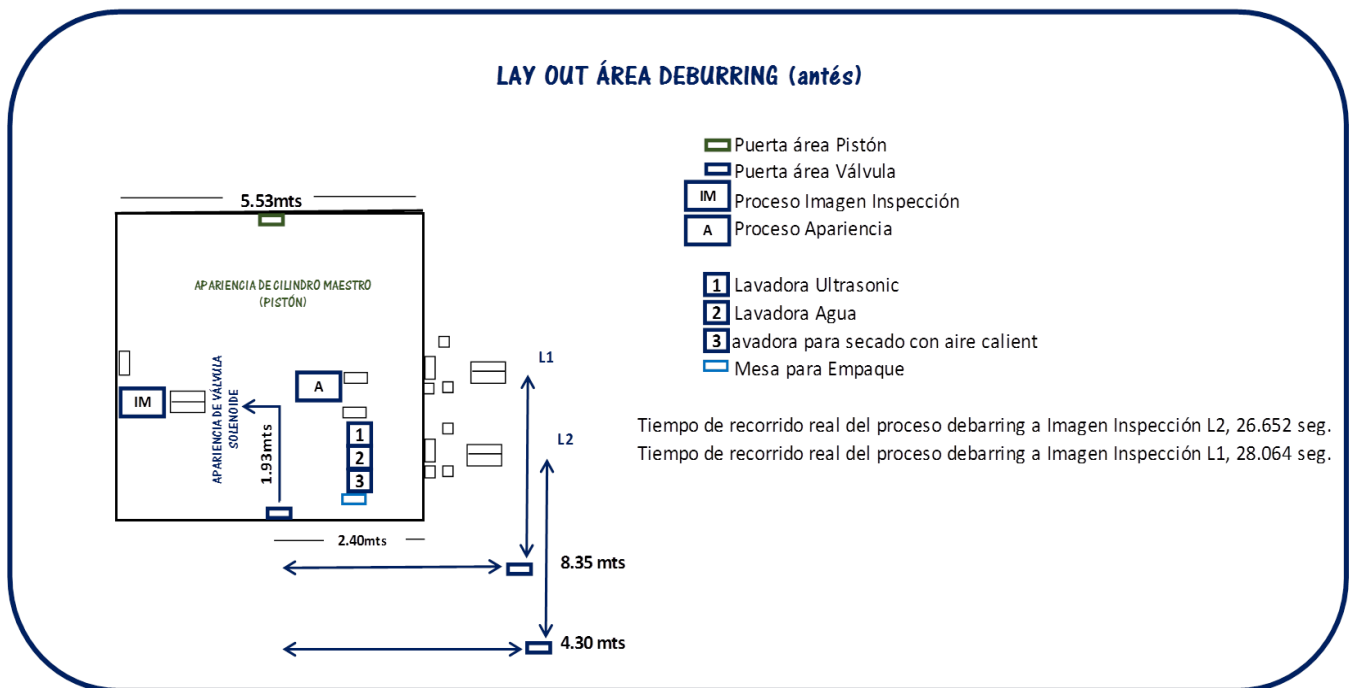 LAY OUT ÁREA DEBURRING (antés)
Puerta área Pistón
Puerta área Válvula
IM Proceso Imagen Inspección
A Proceso Apariencia
1 Lavadora Ultrasonic
2 Lavadora Agua
3 avadora para secado con aire calient
Mesa para Empaque
Tiempo de recorrido real del proceso debarring a Imagen Inspección L2, 26.652 seg.
Tiempo de recorrido real del proceso debarring a Imagen Inspección L1, 28.064 seg.
5.53mts
APARIENCIA DE CILINDRO MAESTRO
(PISTÓN)
L1
A
IM
APARIENCIA DE VÁLVULA
SOLENOIDE
L2
1
2
3
1.93mts
2.40mts
8.35 mts
4.30 mts